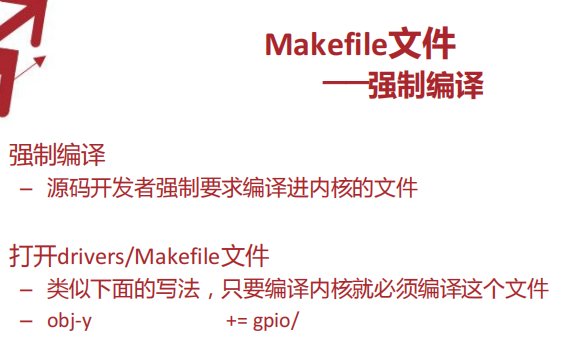 Makefile文件
——强制编译
强制编译
– 源码开发者强制要求编译进内核的文件
打开drivers/Makefile文件
– 类似下面的写法，只要编译内核就必须编译这个文件
– obj-y += gpio/